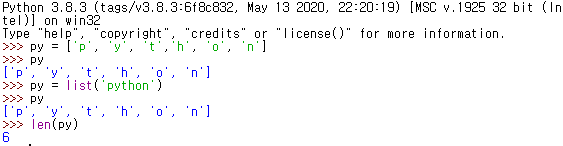 Python 3.8.3 (tags/v3.8.3:6f8c832, May 13 2020, 22:20:19) [MSC v.1925 32 bit (In
tel)] on win32
Type "help", "copyright", "credits" or "license()" for more information.
>>> py = ['p', 'y', 't','h', 'o', 'n']
>>> py
['p', 'y', 't', 'h', 'o', 'n']
>>> py = list('python')
>>> py
['p', 'y', 't', 'h', 'o', 'n']
>>> len(py)
6